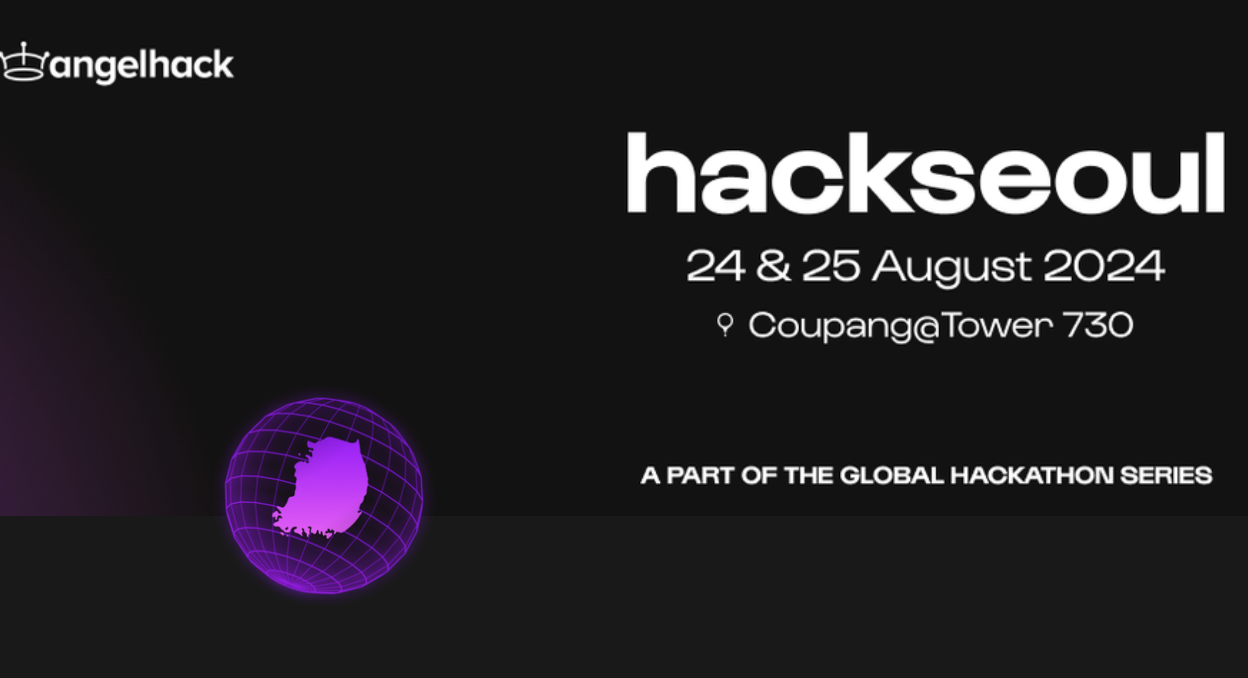 angelhack
hackseoul
24 & 25 August 2024
Coupang@Tower 730
A PART OF THE GLOBAL HACKATHON SERIES